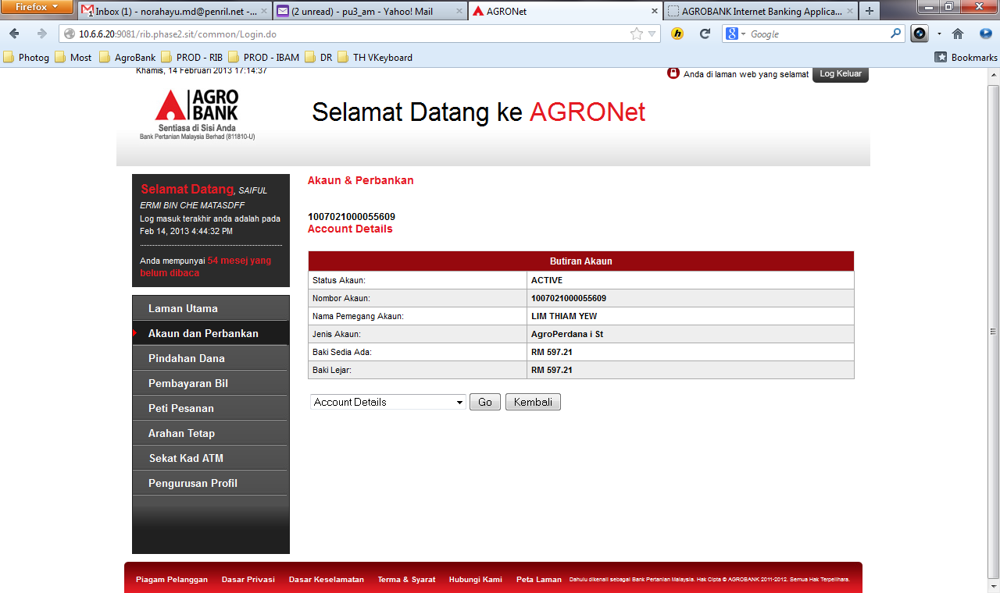 Firefox
Inbox (1) - norahayu.md@penril.net -...
(2 unread) - pu3_am - Yahoo! Mail
AGRONet
AGROBANK Internet Banking Applica...
10.6.6.20:9081/rib.phase2.sit/common/Login.do
Google
Photog
Most
AgroBank
PROD - RIB
PROD - IBAM
DR
TH VKeyboard
Bookmarks
Khamis, 14 Februari 2013 17:14:37
Anda di laman web yang selamat
Log Keluar
AGRO
BANK
Sentiasa di Sisi Anda
Bank Pertanian Malaysia Berhad (811810-U)
Selamat Datang ke AGRONet
Selamat Datang, SAIFUL
ERMI BIN CHE MATASDFF
Log masuk terakhir anda adalah pada
Feb 14, 2013 4:44:32 PM
Anda mempunyai 54 mesej yang
belum dibaca
Laman Utama
Akaun dan Perbankan
Pindahan Dana
Pembayaran Bil
Peti Pesanan
Arahan Tetap
Sekat Kad ATM
Pengurusan Profil
Akaun & Perbankan
1007021000055609
Account Details
Butiran Akaun
Status Akaun: ACTIVE
Nombor Akaun: 1007021000055609
Nama Pemegang Akaun: LIM THIAM YEW
Jenis Akaun: AgroPerdana i St
Baki Sedia Ada: RM 597.21
Baki Lejar: RM 597.21
Account Details
Go
Kembali
Piagam Pelanggan
Dasar Privasi
Dasar Keselamatan
Terma & Syarat
Hubungi Kami
Peta Laman
Dahulu dikenali sebagai Bank Pertanian Malaysia. Hak Cipta © AGROBANK 2011-2012. Semua Hak Terpelihara.